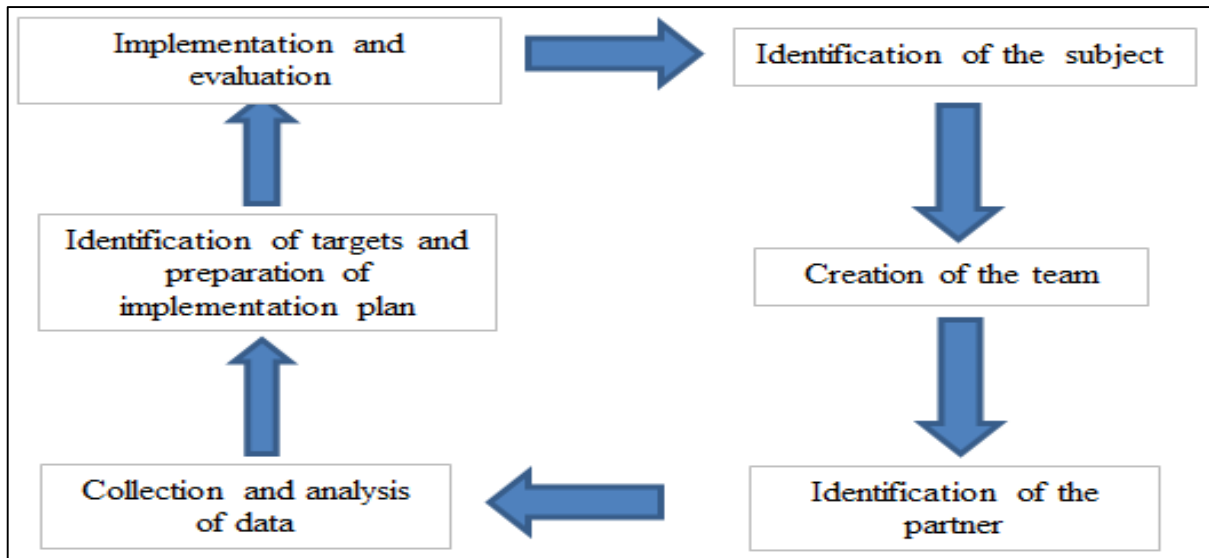 Implementation and
evaluation
Identification of the subject
Identification of targets and
preparation of
implementation plan
Creation of the team
Collection and analysis
of data
Identification of the
partner